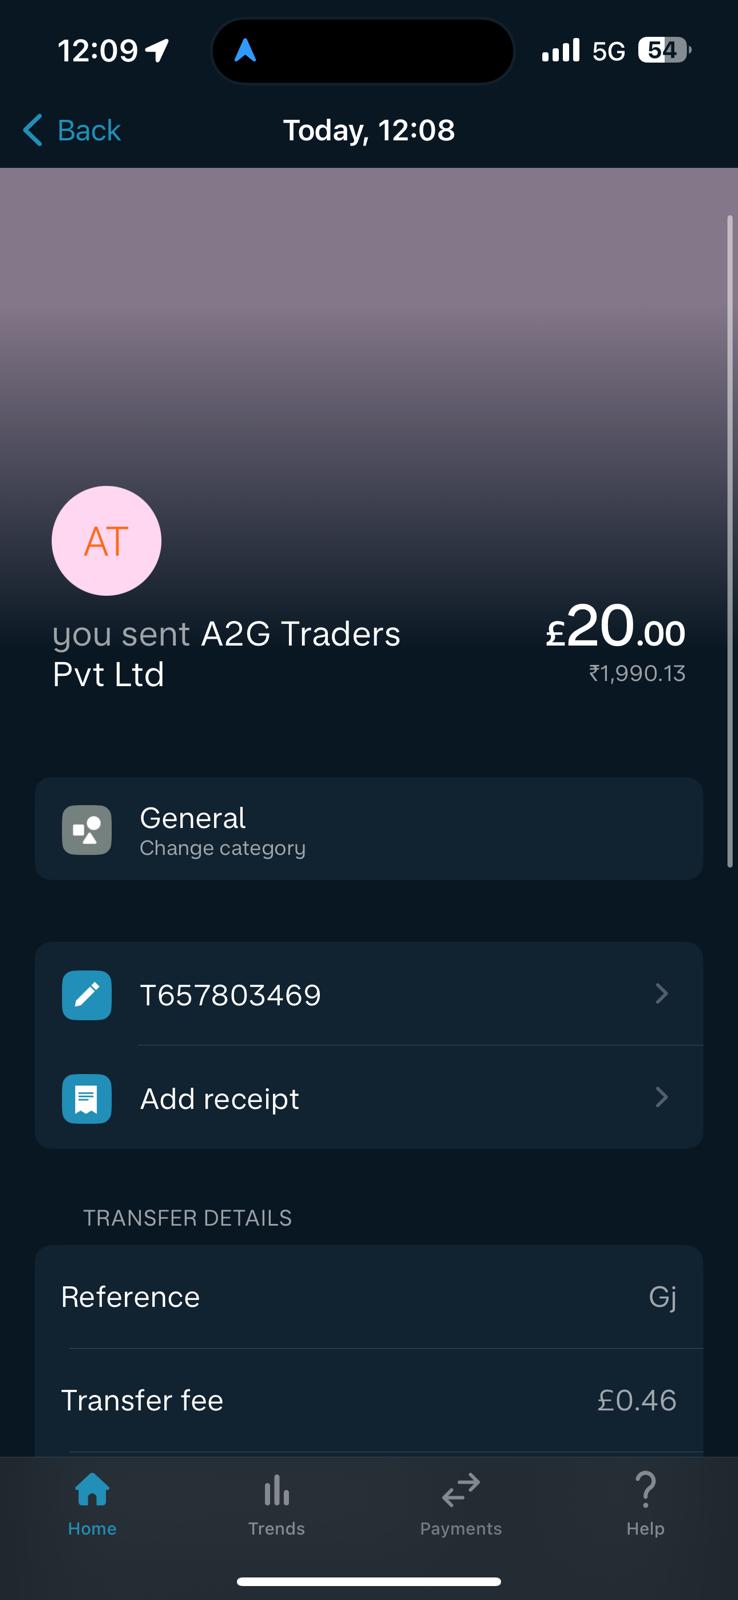 12:09
5G
54
Back
Today, 12:08
AT
you sent A2G Traders
Pvt Ltd
£20.00
₹1,990.13
General
Change category
T657803469
Add receipt
TRANSFER DETAILS
Reference
Gj
Transfer fee
£0.46
Home
Trends
Payments
Help